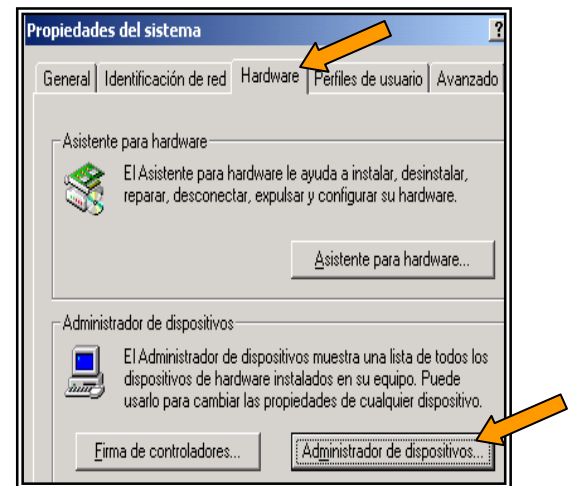 Propiedades del sistema ?
General Identificación de red Hardware Perfiles de usuario Avanzado
Asistente para hardware
El Asistente para hardware le ayuda a instalar, desinstalar,
reparar, desconectar, expulsar y configurar su hardware.
Asistente para hardware...
Administrador de dispositivos
El Administrador de dispositivos muestra una lista de todos los
dispositivos de hardware instalados en su equipo. Puede
usarlo para cambiar las propiedades de cualquier dispositivo.
Firma de controladores... Administrador de dispositivos...